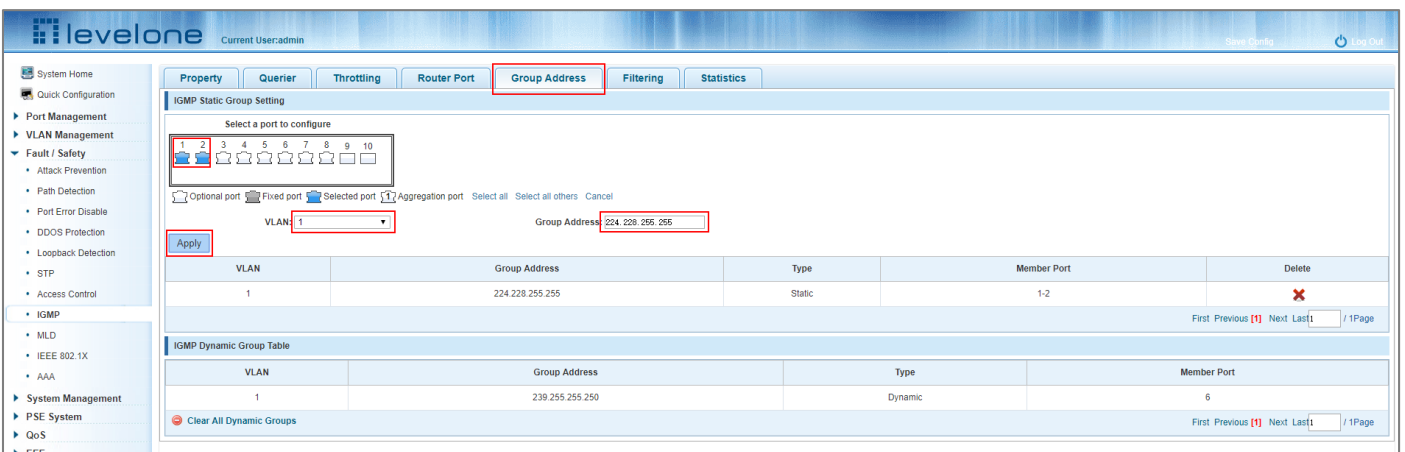 levelone Current User:admin Save Config Log Out
System Home
Quick Configuration
Port Management
VLAN Management
Fault / Safety
Attack Prevention
Path Detection
Port Error Disable
DDOS Protection
Loopback Detection
STP
Access Control
IGMP
MLD
IEEE 802.1X
AAA
System Management
PSE System
QoS
EEE
Property Querier Throttling Router Port Group Address Filtering Statistics
IGMP Static Group Setting
Select a port to configure
1 2 3 4 5 6 7 8 9 10
Optional port Fixed port Selected port 1 Aggregation port Select all Select all others Cancel
VLAN: 1 Group Address: 224.228.255.255
Apply
VLAN Group Address Type Member Port Delete
1 224.228.255.255 Static 1-2
First Previous [1] Next Last 1 / 1Page
IGMP Dynamic Group Table
VLAN Group Address Type Member Port
1 239.255.255.250 Dynamic 6
Clear All Dynamic Groups First Previous [1] Next Last 1 / 1Page